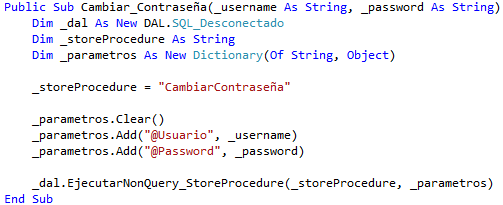 Public Sub Cambiar_Contraseña(_username As String, _password As String)
Dim _dal As New DAL.SQL_Desconectado
Dim _storeProcedure As String
Dim _parametros As New Dictionary(Of String, Object)
_storeProcedure = "CambiarContraseña"
_parametros.Clear()
_parametros.Add("@Usuario", _username)
_parametros.Add("@Password", _password)
_dal.EjecutarNonQuery_StoreProcedure(_storeProcedure, _parametros)
End Sub